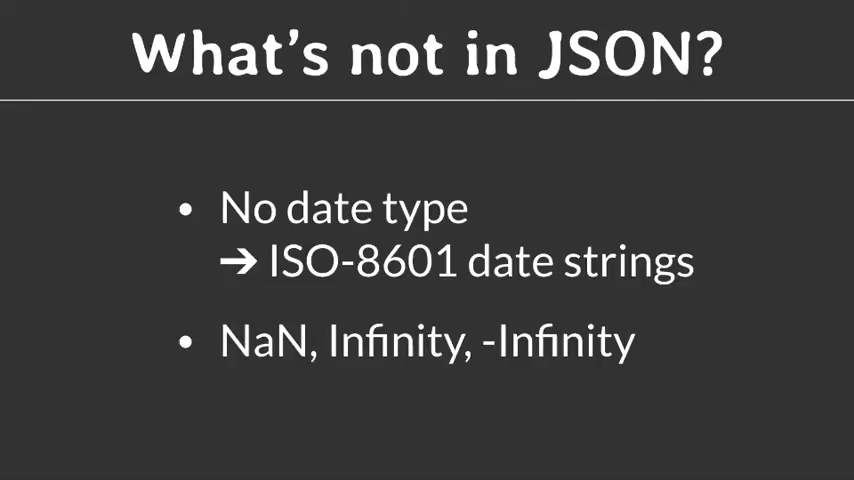 What's not in JSON?
• No date type
➔ ISO-8601 date strings
• NaN, Infinity, -Infinity